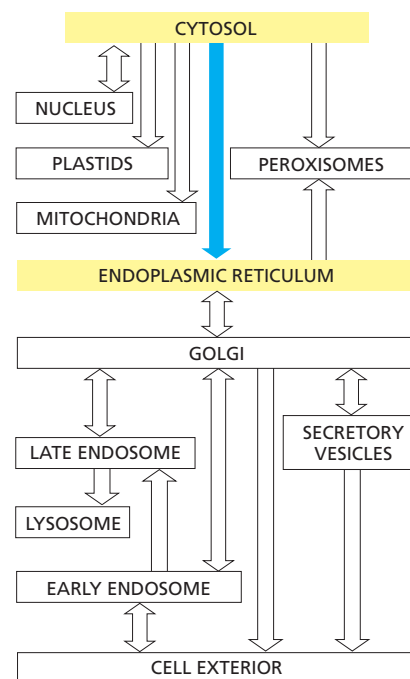 CYTOSOL
NUCLEUS
PLASTIDS
PEROXISOMES
MITOCHONDRIA
ENDOPLASMIC RETICULUM
GOLGI
LATE ENDOSOME
SECRETORY
VESICLES
LYSOSOME
EARLY ENDOSOME
CELL EXTERIOR